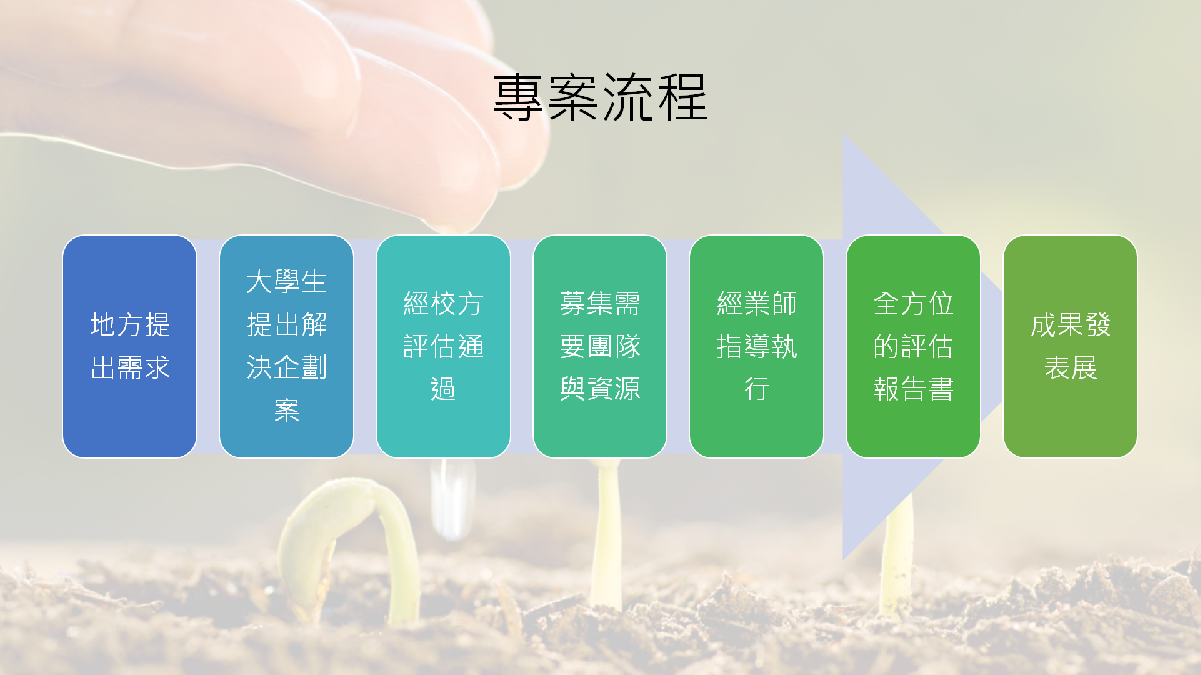 專案流程
地方提
出需求
大學生
提出解
決企劃
案
經校方
評估通
過
募集需
要團隊
與資源
經業師
指導執
行
全方位
的評估
報告書
成果發
表展